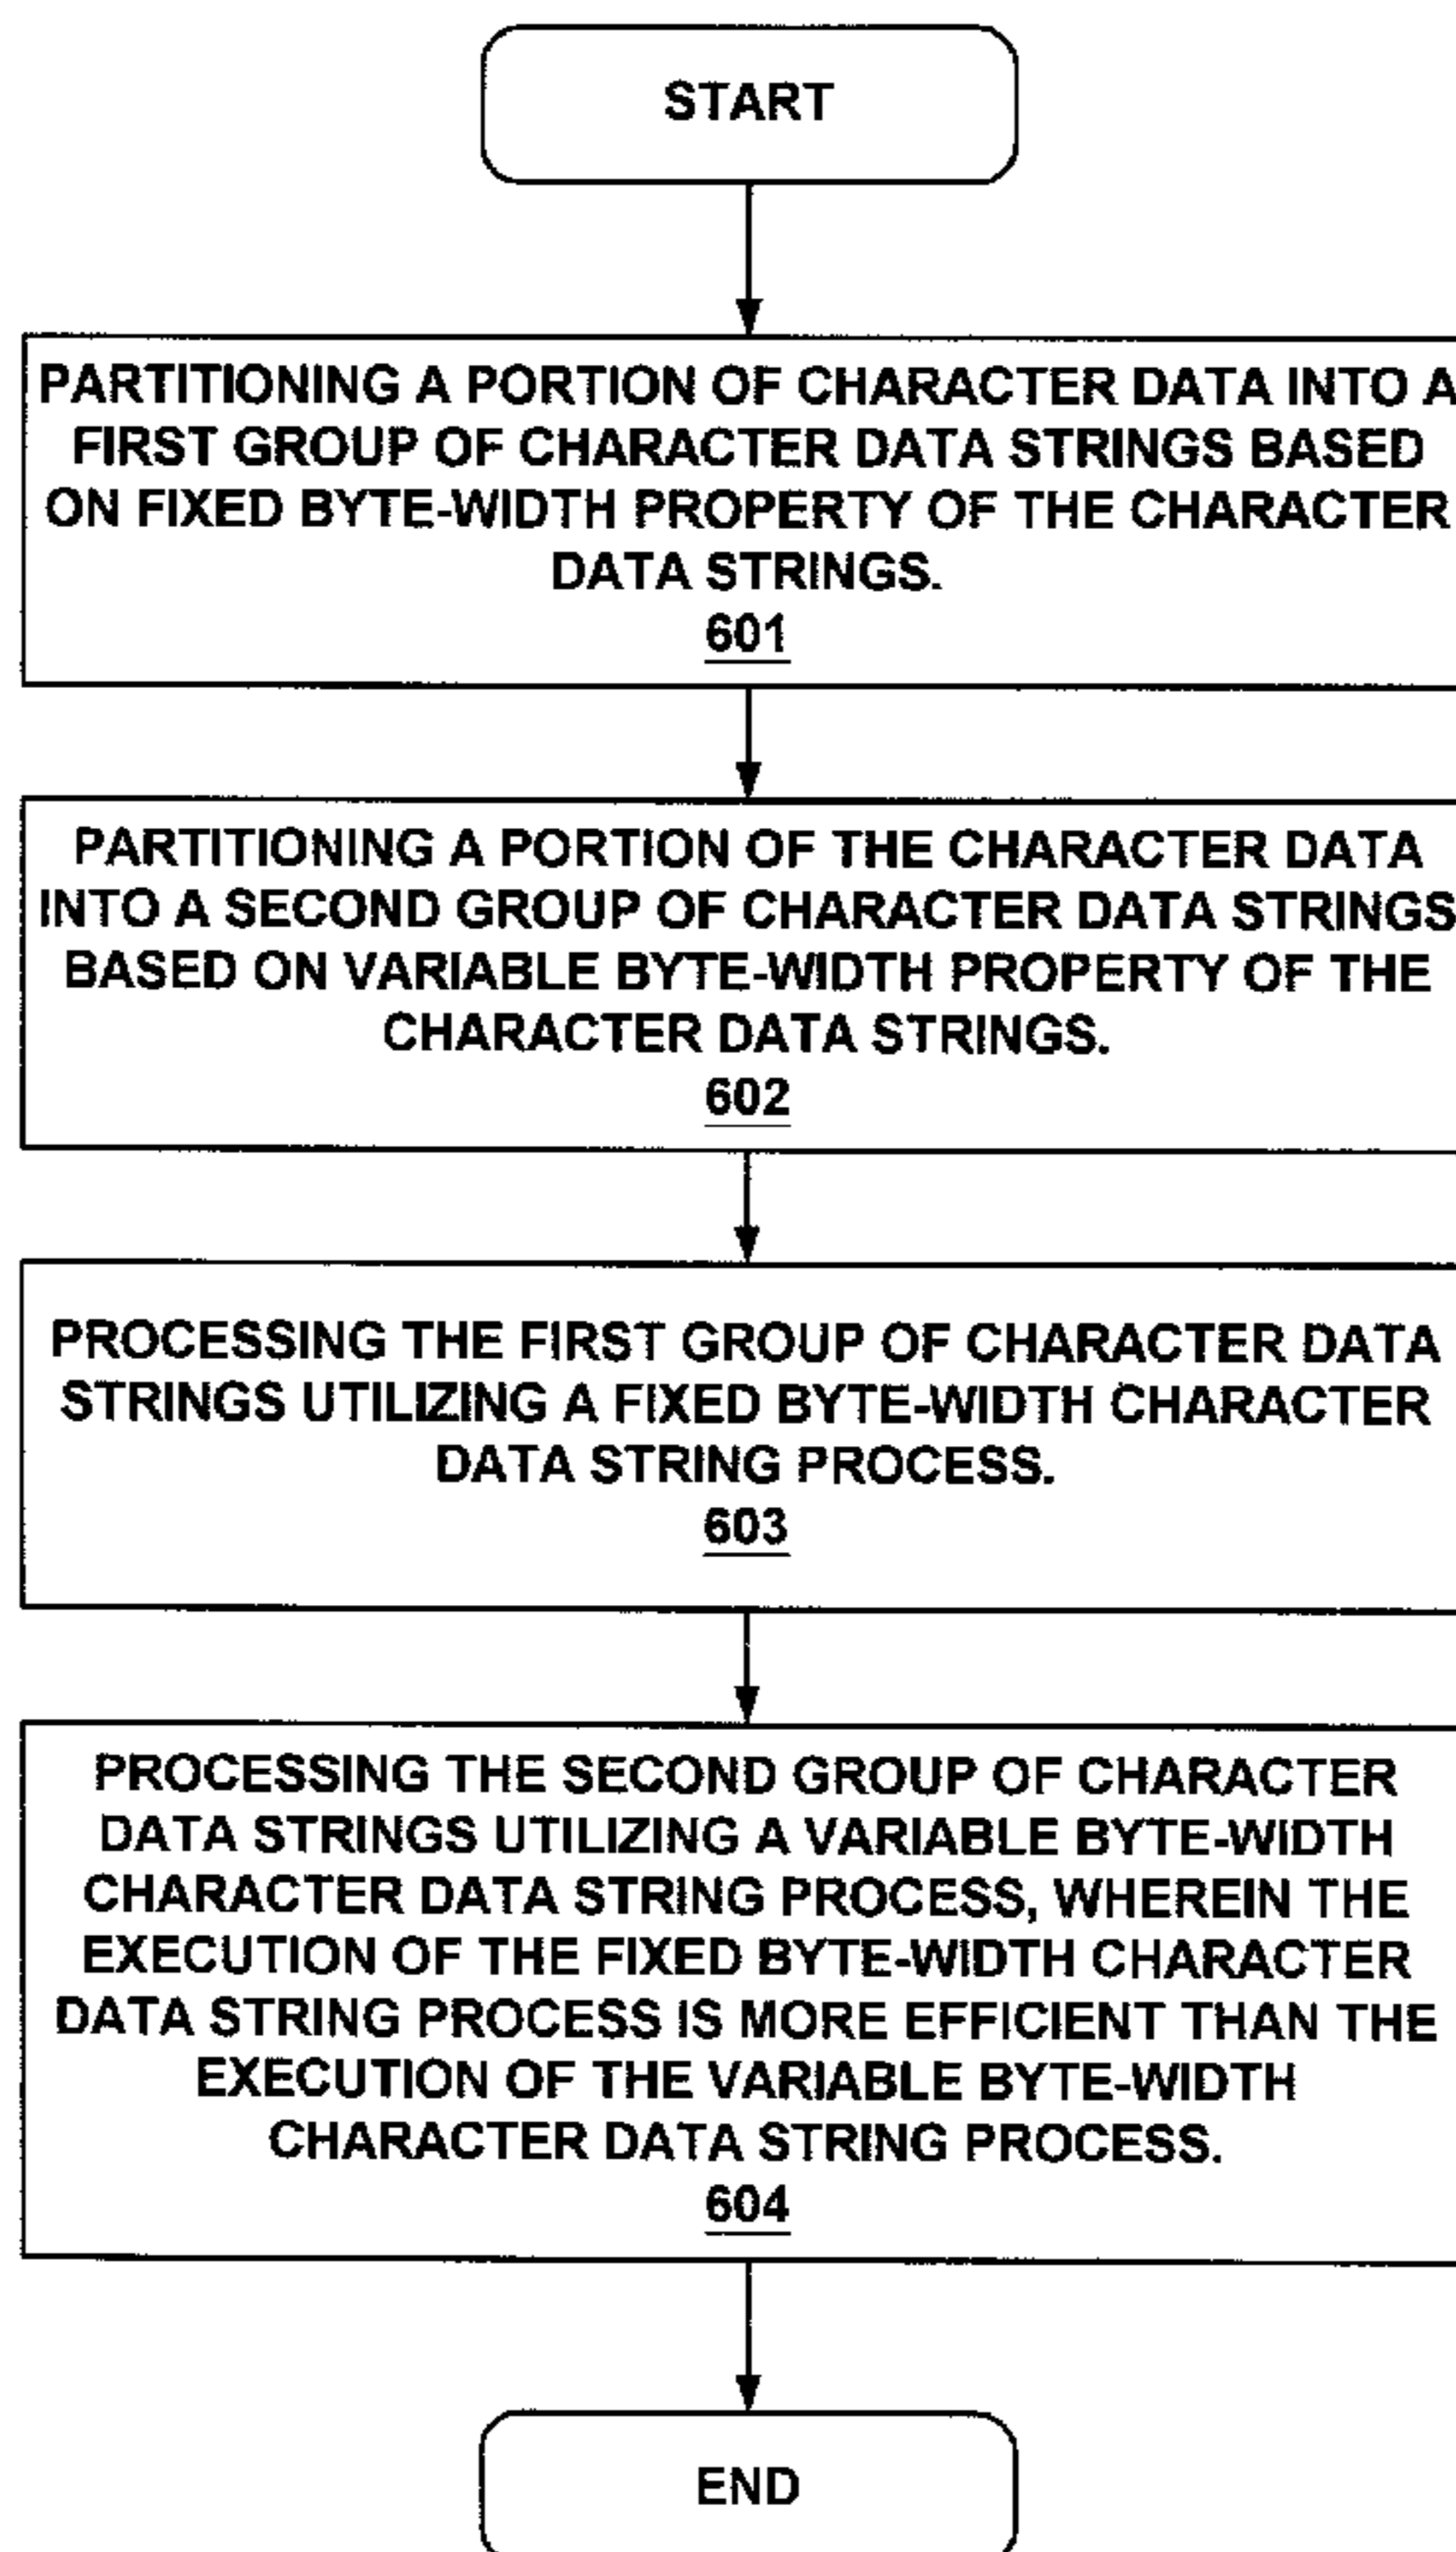 START
PARTITIONING A PORTION OF CHARACTER DATA INTO A
FIRST GROUP OF CHARACTER DATA STRINGS BASED
ON FIXED BYTE-WIDTH PROPERTY OF THE CHARACTER
DATA STRINGS.
601
PARTITIONING A PORTION OF THE CHARACTER DATA
INTO A SECOND GROUP OF CHARACTER DATA STRINGS
BASED ON VARIABLE BYTE-WIDTH PROPERTY OF THE
CHARACTER DATA STRINGS.
602
PROCESSING THE FIRST GROUP OF CHARACTER DATA
STRINGS UTILIZING A FIXED BYTE-WIDTH CHARACTER
DATA STRING PROCESS.
603
PROCESSING THE SECOND GROUP OF CHARACTER
DATA STRINGS UTILIZING A VARIABLE BYTE-WIDTH
CHARACTER DATA STRING PROCESS, WHEREIN THE
EXECUTION OF THE FIXED BYTE-WIDTH CHARACTER
DATA STRING PROCESS IS MORE EFFICIENT THAN THE
EXECUTION OF THE VARIABLE BYTE-WIDTH
CHARACTER DATA STRING PROCESS.
604
END